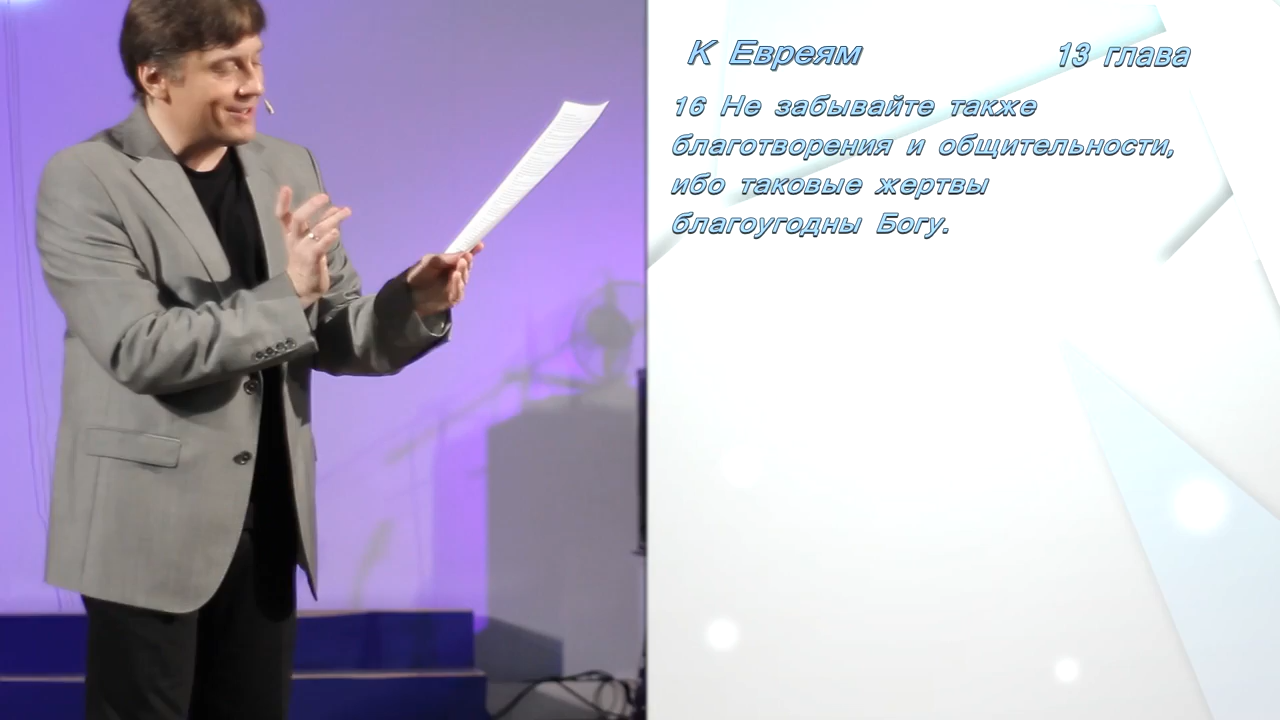 К Евреям 13 глава
16 Не забывайте также
благотворения и общительности,
ибо таковые жертвы
благоугодны Богу.